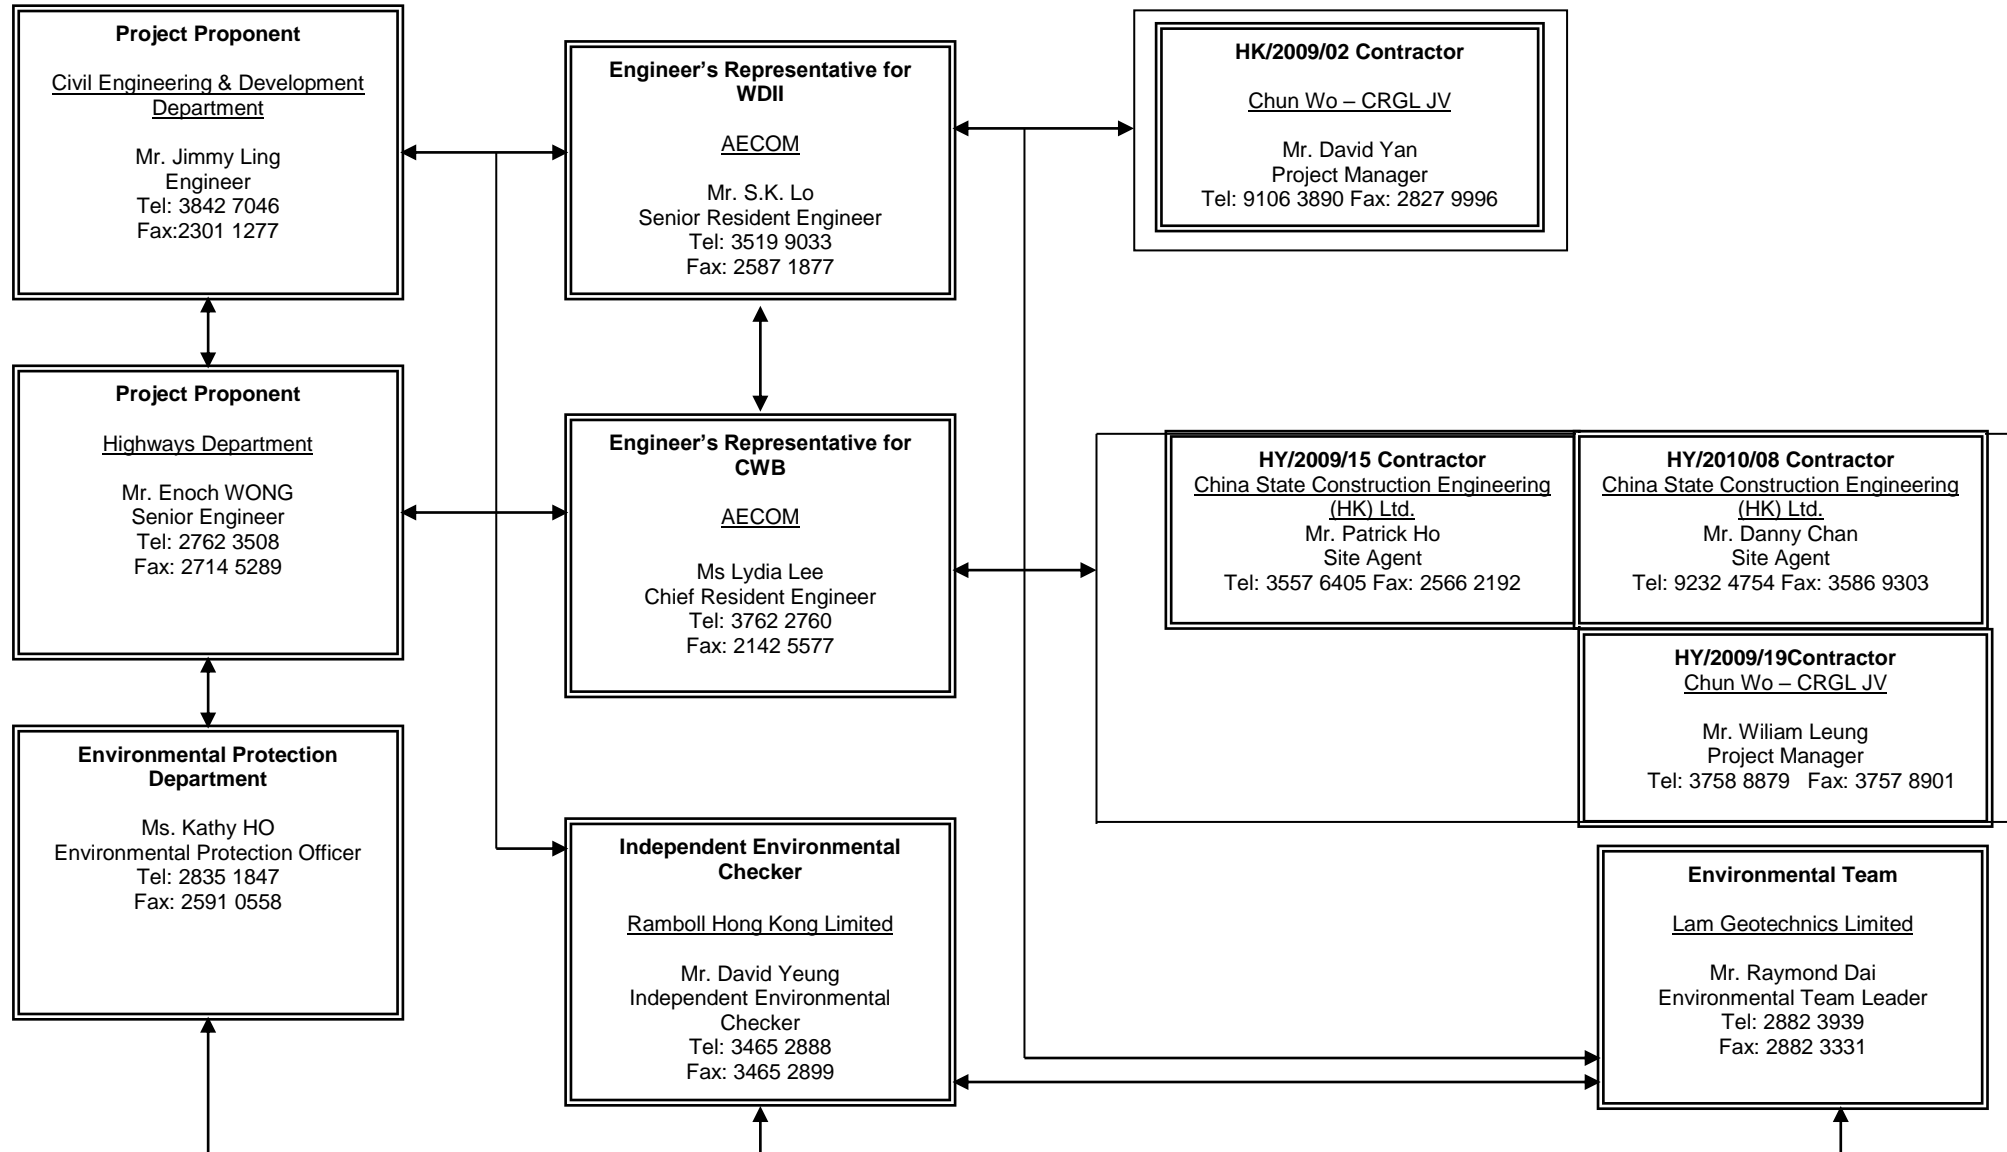 Project Proponent
Civil Engineering & Development
Department
Mr. Jimmy Ling
Engineer
Tel: 3842 7046
Fax:2301 1277
Engineer’s Representative for
WDII
AECOM
Mr. S.K. Lo
Senior Resident Engineer
Tel: 3519 9033
Fax: 2587 1877
HK/2009/02 Contractor
Chun Wo – CRGL JV
Mr. David Yan
Project Manager
Tel: 9106 3890 Fax: 2827 9996
Project Proponent
Highways Department
Mr. Enoch WONG
Senior Engineer
Tel: 2762 3508
Fax: 2714 5289
Engineer’s Representative for
CWB
AECOM
Ms Lydia Lee
Chief Resident Engineer
Tel: 3762 2760
Fax: 2142 5577
HY/2009/15 Contractor
China State Construction Engineering
(HK) Ltd.
Mr. Patrick Ho
Site Agent
Tel: 3557 6405 Fax: 2566 2192
HY/2010/08 Contractor
China State Construction Engineering
(HK) Ltd.
Mr. Danny Chan
Site Agent
Tel: 9232 4754 Fax: 3586 9303
HY/2009/19Contractor
Chun Wo – CRGL JV
Mr. Wiliam Leung
Project Manager
Tel: 3758 8879   Fax: 3757 8901
Environmental Protection
Department
Ms. Kathy HO
Environmental Protection Officer
Tel: 2835 1847
Fax: 2591 0558
Independent Environmental
Checker
Ramboll Hong Kong Limited
Mr. David Yeung
Independent Environmental
Checker
Tel: 3465 2888
Fax: 3465 2899
Environmental Team
Lam Geotechnics Limited
Mr. Raymond Dai
Environmental Team Leader
Tel: 2882 3939
Fax: 2882 3331